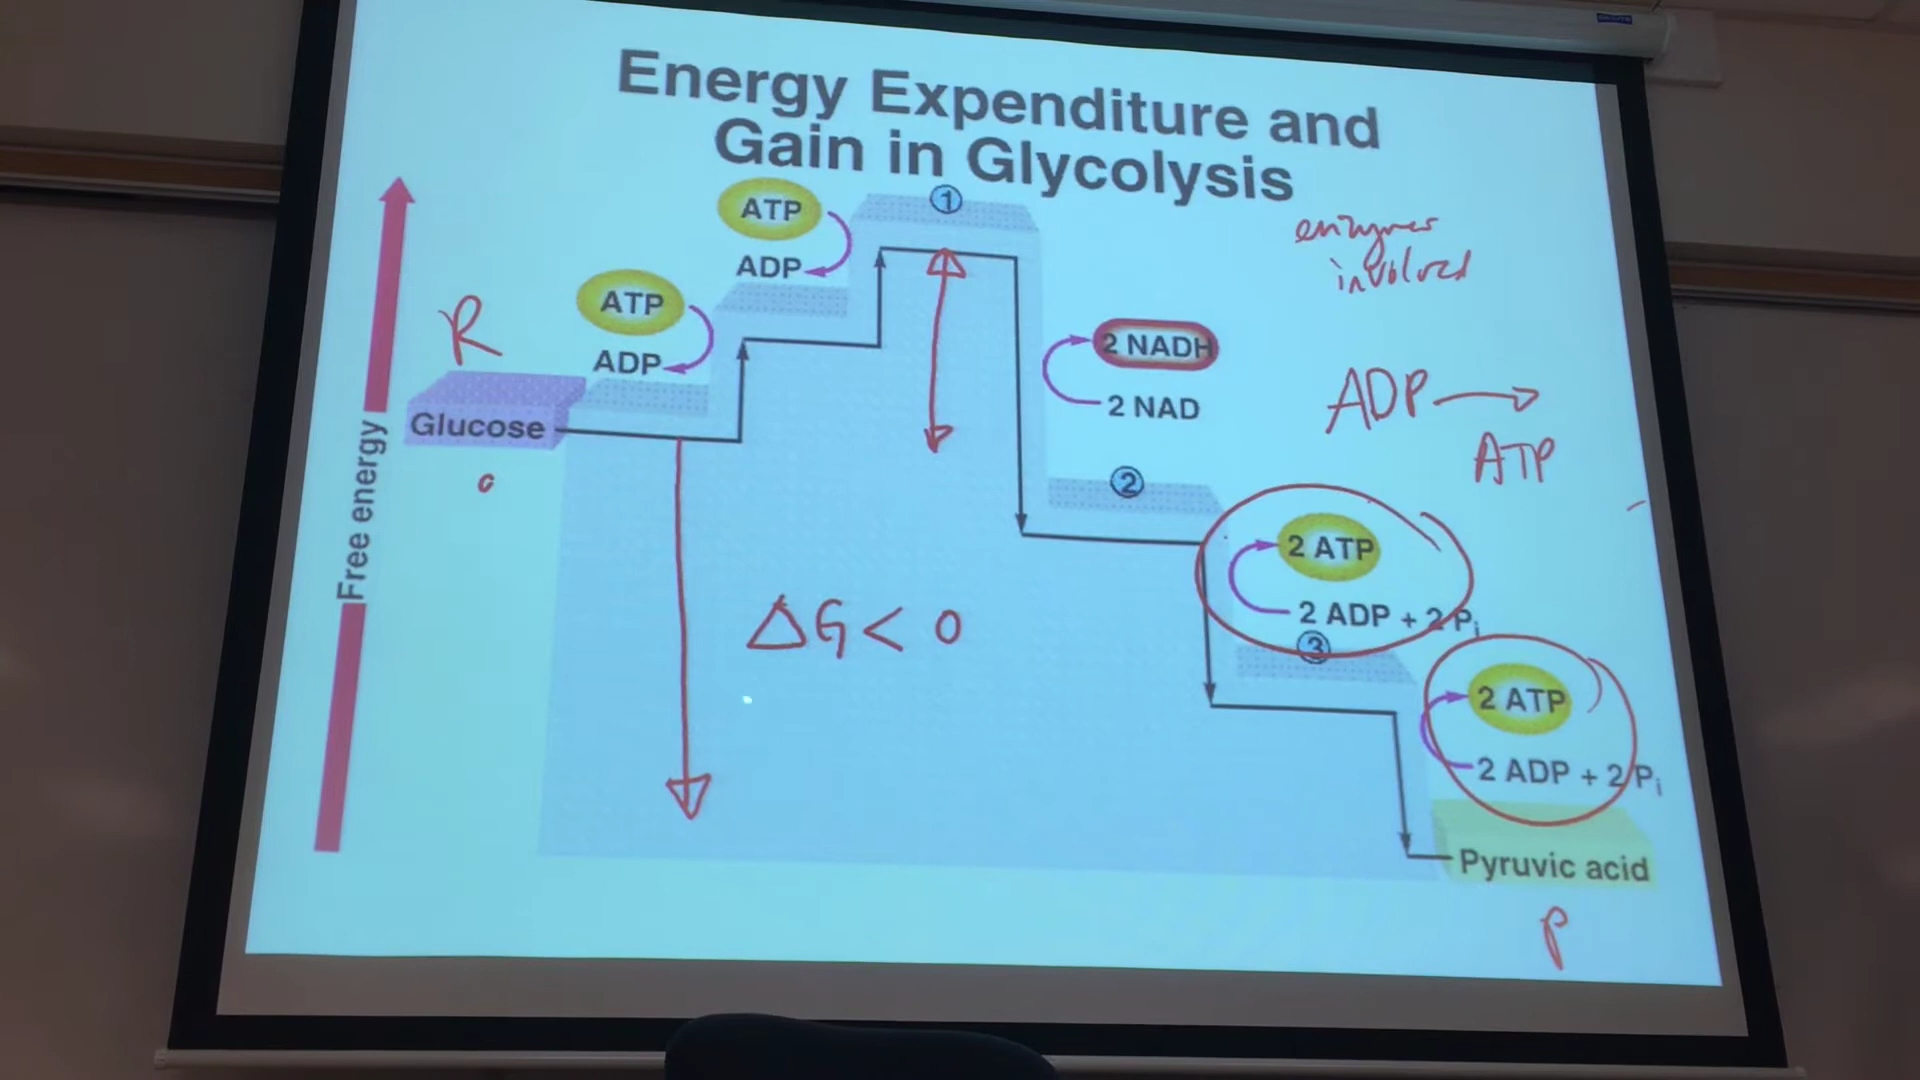 Energy Expenditure and
Gain in Glycolysis
ATP
①
ADP
enzymes
involved
ATP
ADP
R
2 NADH
2 NAD
ADP →
ATP
Glucose
Free energy
②
2 ATP
2 ADP + 2 Pi
③
ΔG < 0
2 ATP
2 ADP + 2 Pi
Pyruvic acid
P